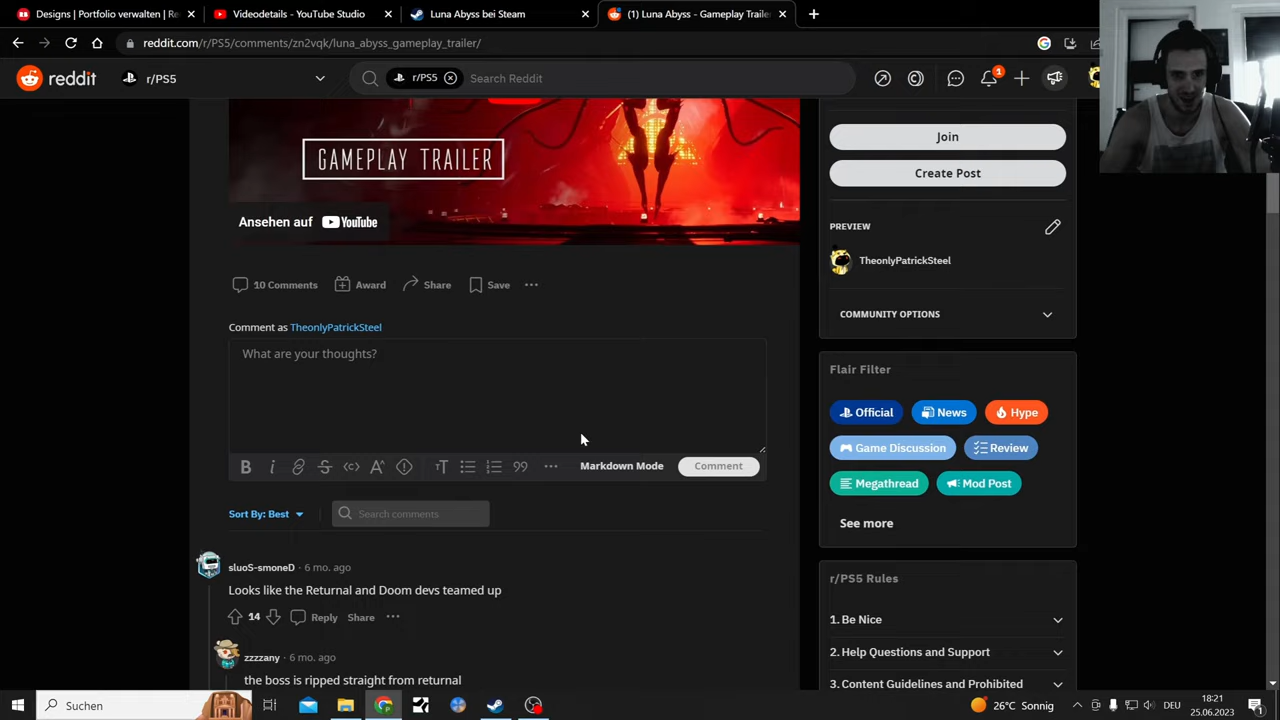 Designs | Portfolio verwalten | Re
Videodetails - YouTube Studio
Luna Abyss bei Steam
(1) Luna Abyss - Gameplay Trailer
reddit.com/r/PS5/comments/zn2vqk/luna_abyss_gameplay_trailer/
reddit
r/PS5
r/PS5
Search Reddit
1
GAMEPLAY TRAILER
Ansehen auf YouTube
Join
Create Post
PREVIEW
TheonlyPatrickSteel
COMMUNITY OPTIONS
10 Comments
Award
Share
Save
Comment as TheonlyPatrickSteel
What are your thoughts?
Markdown Mode
Comment
Flair Filter
Official
News
Hype
Game Discussion
Review
Megathread
Mod Post
See more
Sort By: Best
Search comments
sluoS-smoneD · 6 mo. ago
Looks like the Returnal and Doom devs teamed up
14
Reply
Share
zzzzany · 6 mo. ago
the boss is ripped straight from returnal
r/PS5 Rules
1. Be Nice
2. Help Questions and Support
3. Content Guidelines and Prohibited
Suchen
26°C Sonnig
DEU
18:21
25.06.2023
1